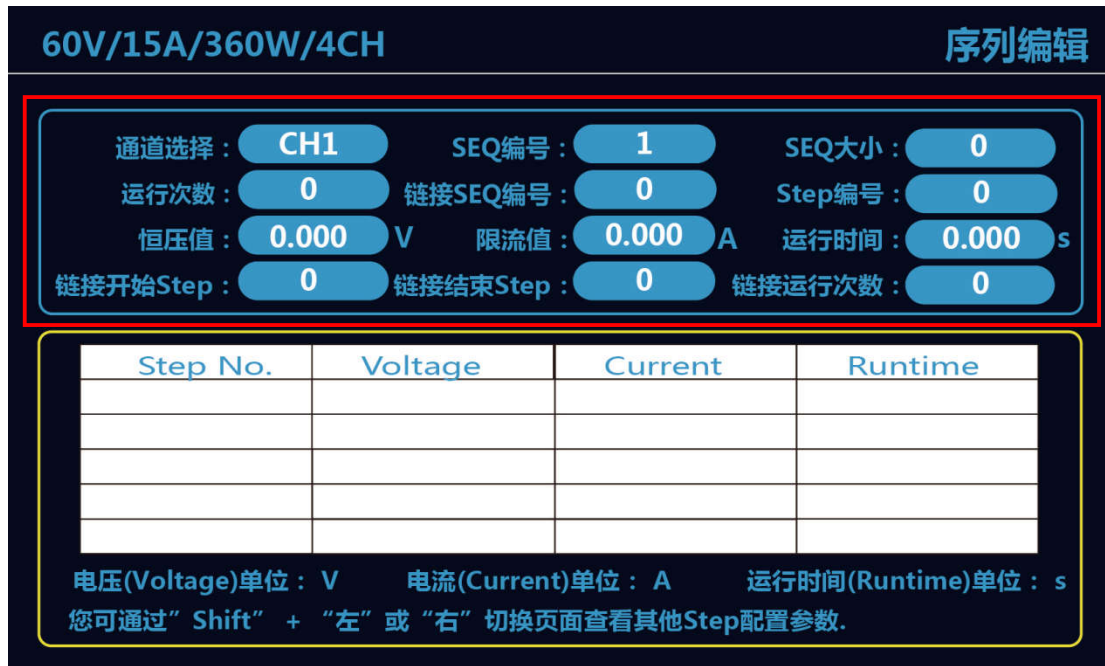 60V/15A/360W/4CH 序列编辑
通道选择： CH1 SEQ编号： 1 SEQ大小： 0
运行次数： 0 链接SEQ编号： 0 Step编号： 0
恒压值： 0.000 V 限流值： 0.000 A 运行时间： 0.000 s
链接开始Step： 0 链接结束Step： 0 链接运行次数： 0
Step No. Voltage Current Runtime
电压(Voltage)单位： V 电流(Current)单位： A 运行时间(Runtime)单位： s
您可通过”Shift” + “左”或“右”切换页面查看其他Step配置参数.